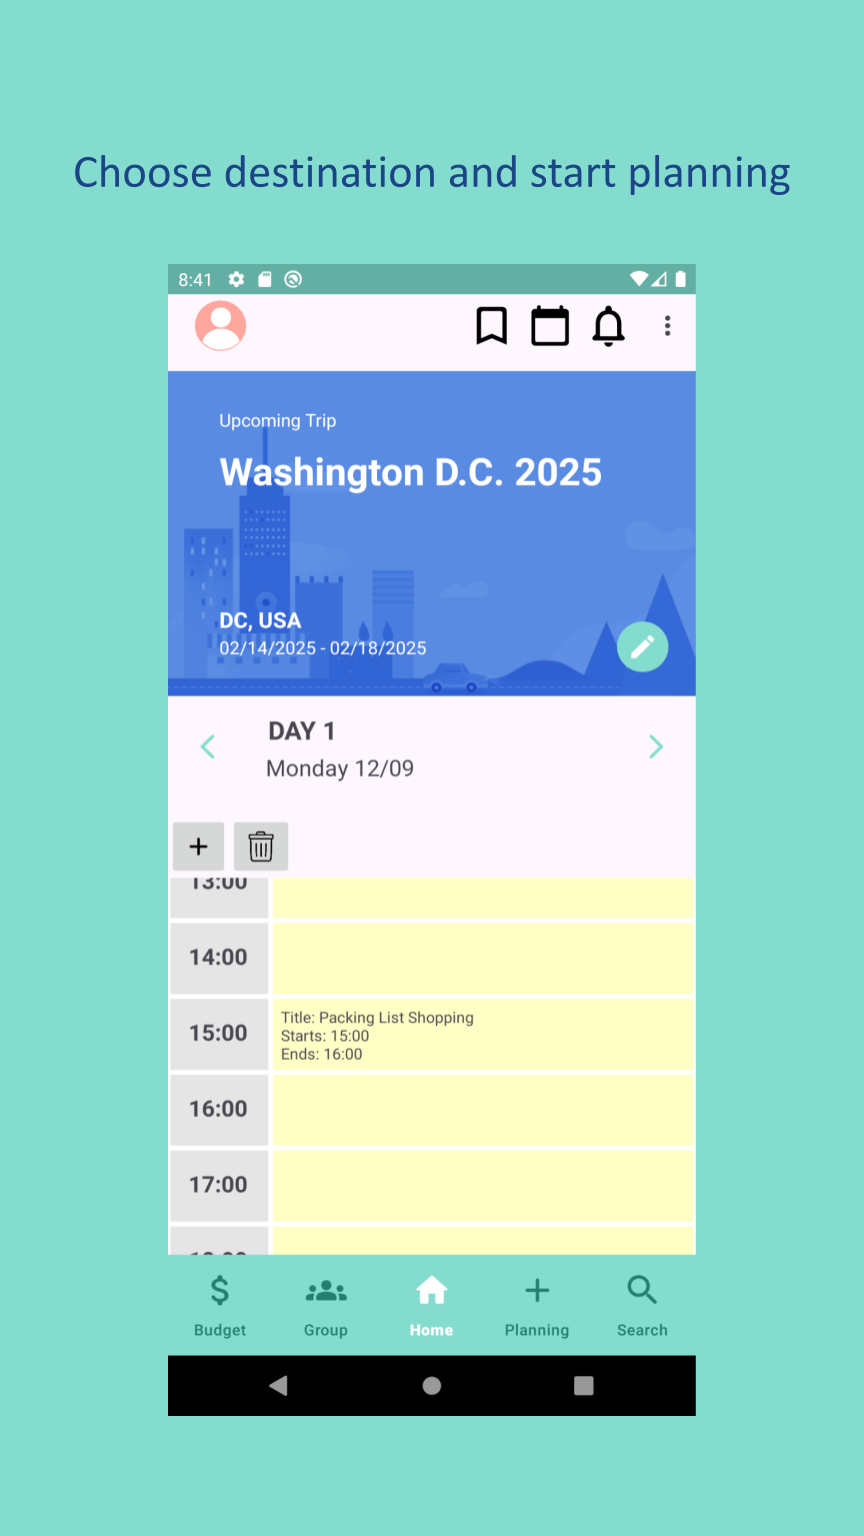 Choose destination and start planning
8:41
Upcoming Trip
Washington D.C. 2025
DC, USA
02/14/2025 - 02/18/2025
DAY 1
Monday 12/09
13:00
14:00
15:00
Title: Packing List Shopping
Starts: 15:00
Ends: 16:00
16:00
17:00
Budget
Group
Home
Planning
Search